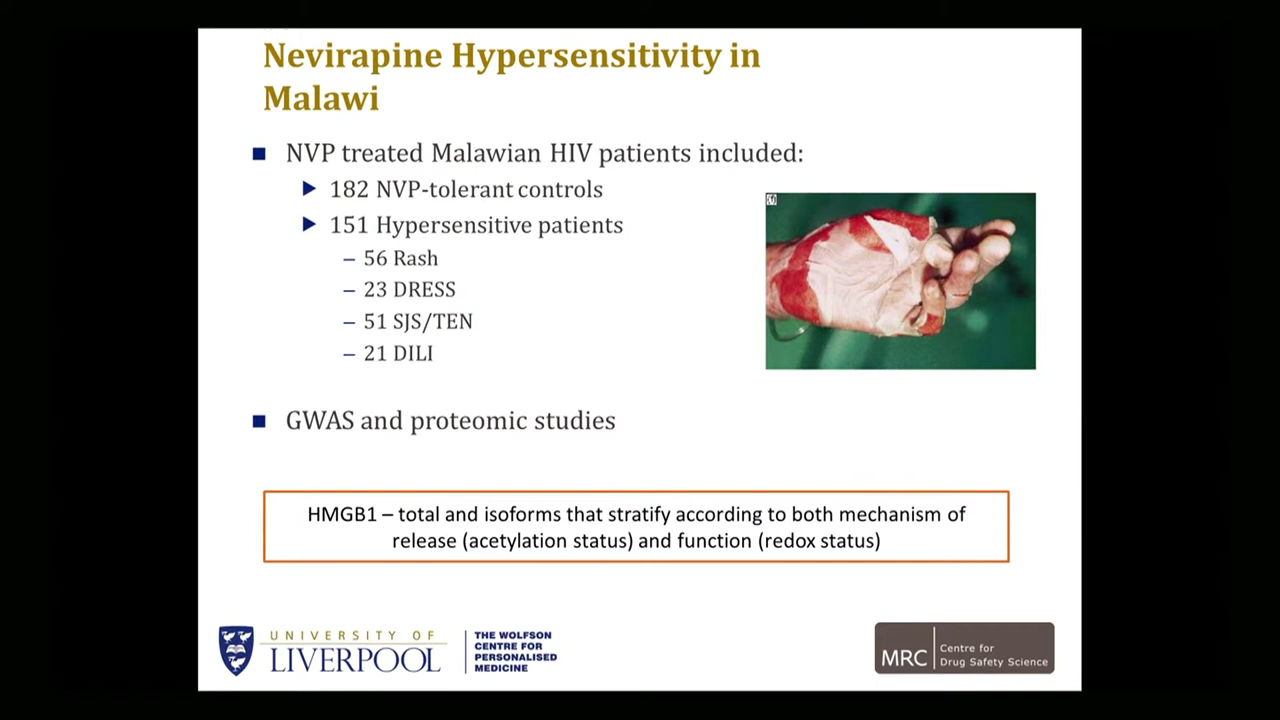 Nevirapine Hypersensitivity in
Malawi
■ NVP treated Malawian HIV patients included:
▶ 182 NVP-tolerant controls
▶ 151 Hypersensitive patients
– 56 Rash
– 23 DRESS
– 51 SJS/TEN
– 21 DILI
■ GWAS and proteomic studies
HMGB1 – total and isoforms that stratify according to both mechanism of
release (acetylation status) and function (redox status)
UNIVERSITY OF
LIVERPOOL
THE WOLFSON
CENTRE FOR
PERSONALISED
MEDICINE
MRC
Centre for
Drug Safety Science